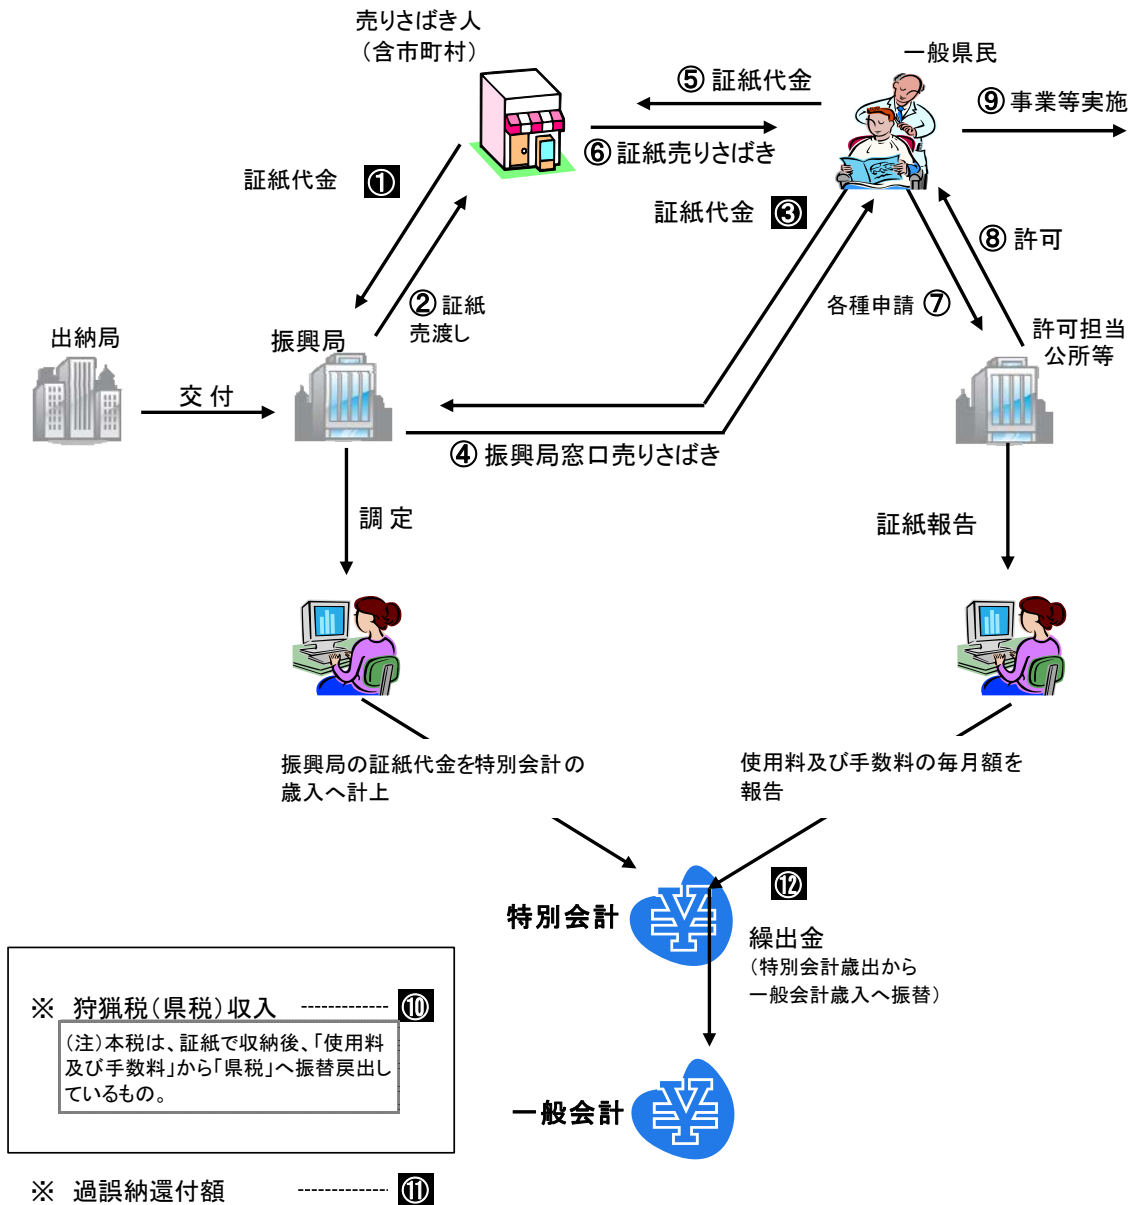 売りさばき人
（含市町村）
一般県民
⑤ 証紙代金
⑨ 事業等実施
⑥ 証紙売りさばき
証紙代金 ①
証紙代金 ③
⑧ 許可
② 証紙
売渡し
各種申請 ⑦
出納局
振興局
許可担当
公所等
交 付
④ 振興局窓口売りさばき
調 定
証紙報告
振興局の証紙代金を特別会計の
歳入へ計上
使用料及び手数料の毎月額を
報告
⑫
特別会計
繰出金
（特別会計歳出から
一般会計歳入へ振替）
※ 狩猟税（県税）収入 ------------- ⑩
（注）本税は、証紙で収納後、「使用料
及び手数料」から「県税」へ振替戻出し
ているもの。
一般会計
※ 過誤納還付額 ------------- ⑪